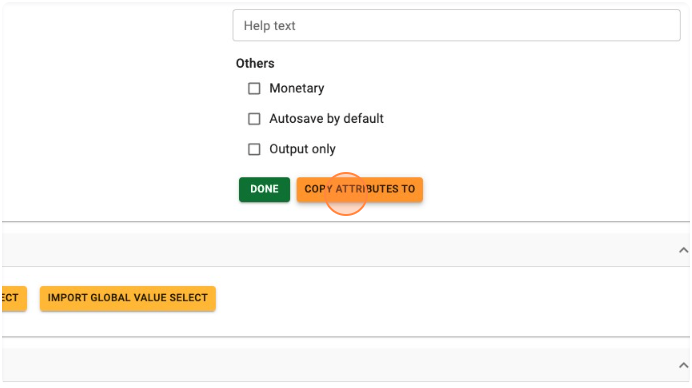 Help text
Others
Monetary
Autosave by default
Output only
DONE COPY ATTRIBUTES TO
ECT IMPORT GLOBAL VALUE SELECT